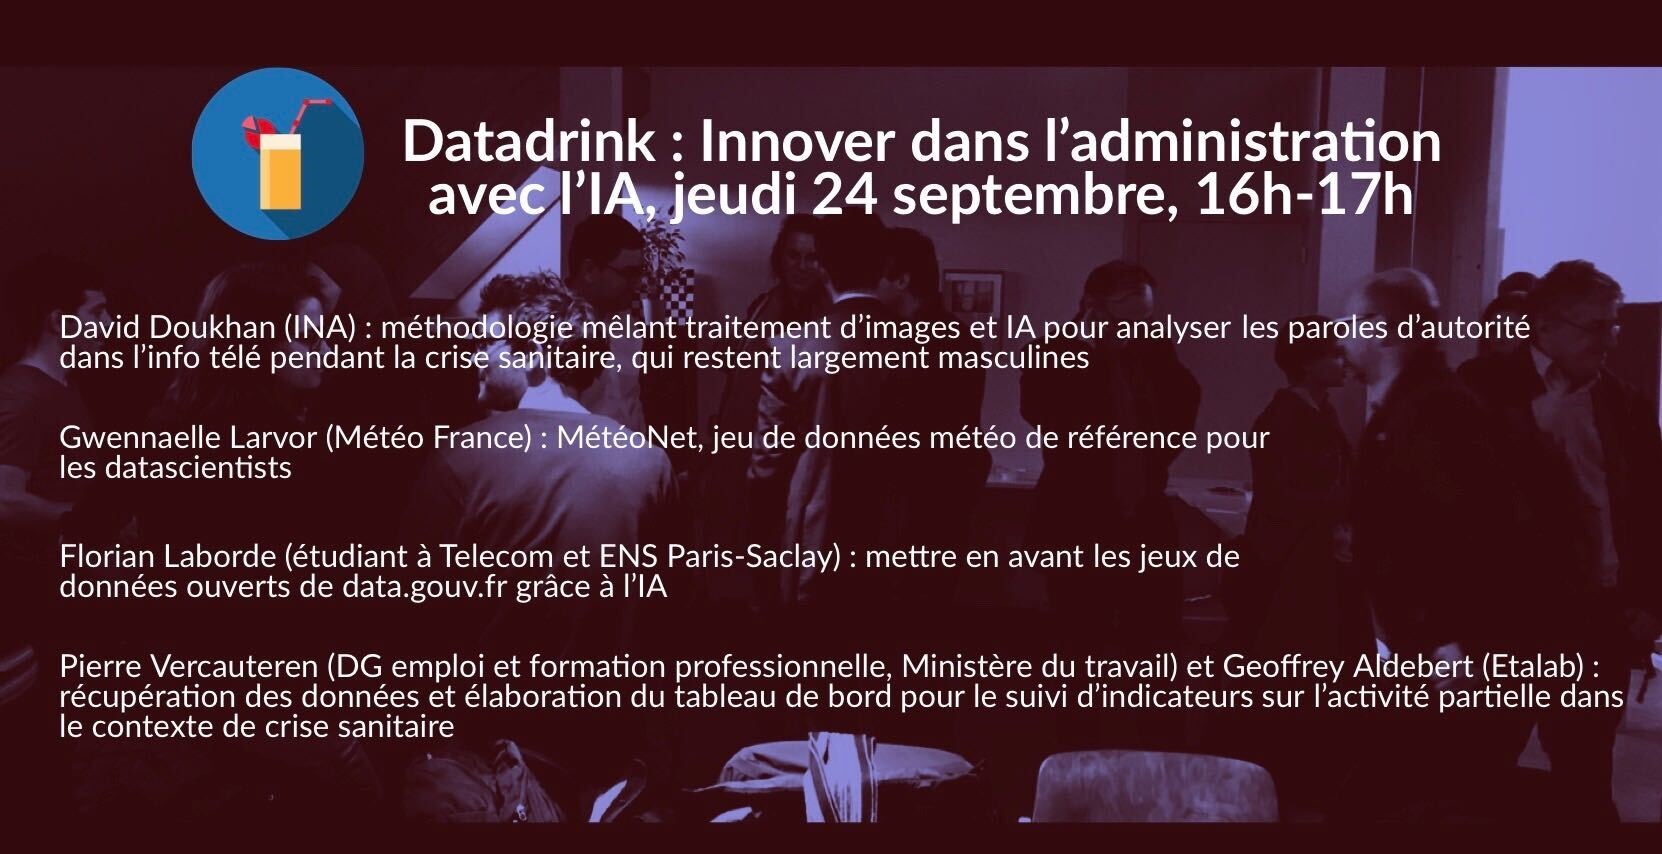 Datadrink : Innover dans l’administration
avec l’IA, jeudi 24 septembre, 16h-17h
David Doukhan (INA) : méthodologie mêlant traitement d’images et IA pour analyser les paroles d’autorité
dans l’info télé pendant la crise sanitaire, qui restent largement masculines
Gwennaelle Larvor (Météo France) : MétéoNet, jeu de données météo de référence pour
les datascientists
Florian Laborde (étudiant à Telecom et ENS Paris-Saclay) : mettre en avant les jeux de
données ouverts de data.gouv.fr grâce à l’IA
Pierre Vercauteren (DG emploi et formation professionnelle, Ministère du travail) et Geoffrey Aldebert (Etalab) :
récupération des données et élaboration du tableau de bord pour le suivi d’indicateurs sur l’activité partielle dans
le contexte de crise sanitaire